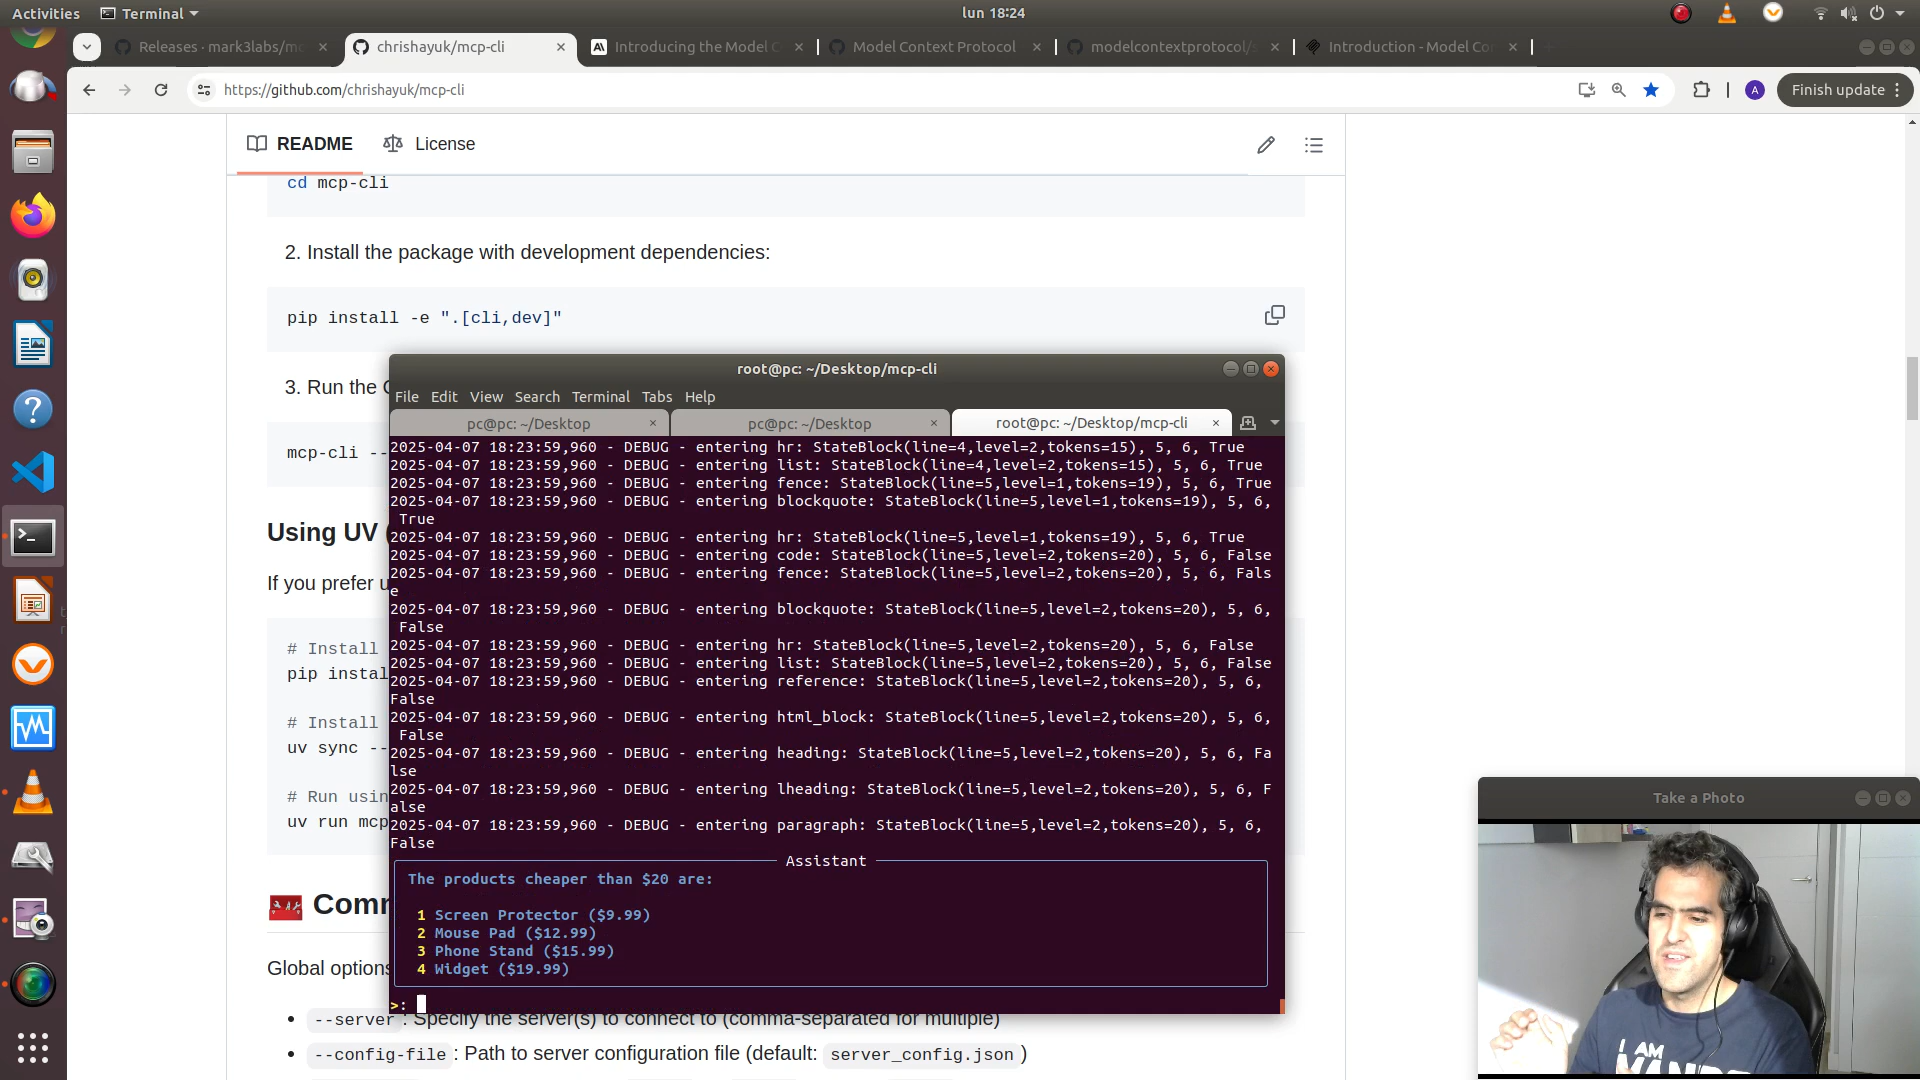 Activities
Terminal
lun 18:24
Releases · mark3labs/mc
chrishayuk/mcp-cli
Introducing the Model C
Model Context Protocol
modelcontextprotocol/s
Introduction - Model Con
https://github.com/chrishayuk/mcp-cli
A
Finish update
README
License
cd mcp-cli
2. Install the package with development dependencies:
pip install -e ".[cli,dev]"
3. Run the C
mcp-cli --
Using UV (
If you prefer u
# Install
pip instal
# Install
uv sync --
# Run usin
uv run mcp
Comm
Global options
--server : Specify the server(s) to connect to (comma-separated for multiple)
--config-file : Path to server configuration file (default: server_config.json )
root@pc: ~/Desktop/mcp-cli
File Edit View Search Terminal Tabs Help
pc@pc: ~/Desktop
pc@pc: ~/Desktop
root@pc: ~/Desktop/mcp-cli
2025-04-07 18:23:59,960 - DEBUG - entering hr: StateBlock(line=4,level=2,tokens=15), 5, 6, True
2025-04-07 18:23:59,960 - DEBUG - entering list: StateBlock(line=4,level=2,tokens=15), 5, 6, True
2025-04-07 18:23:59,960 - DEBUG - entering fence: StateBlock(line=5,level=1,tokens=19), 5, 6, True
2025-04-07 18:23:59,960 - DEBUG - entering blockquote: StateBlock(line=5,level=1,tokens=19), 5, 6,
True
2025-04-07 18:23:59,960 - DEBUG - entering hr: StateBlock(line=5,level=1,tokens=19), 5, 6, True
2025-04-07 18:23:59,960 - DEBUG - entering code: StateBlock(line=5,level=2,tokens=20), 5, 6, False
2025-04-07 18:23:59,960 - DEBUG - entering fence: StateBlock(line=5,level=2,tokens=20), 5, 6, Fals
e
2025-04-07 18:23:59,960 - DEBUG - entering blockquote: StateBlock(line=5,level=2,tokens=20), 5, 6,
False
2025-04-07 18:23:59,960 - DEBUG - entering hr: StateBlock(line=5,level=2,tokens=20), 5, 6, False
2025-04-07 18:23:59,960 - DEBUG - entering list: StateBlock(line=5,level=2,tokens=20), 5, 6, False
2025-04-07 18:23:59,960 - DEBUG - entering reference: StateBlock(line=5,level=2,tokens=20), 5, 6,
False
2025-04-07 18:23:59,960 - DEBUG - entering html_block: StateBlock(line=5,level=2,tokens=20), 5, 6,
False
2025-04-07 18:23:59,960 - DEBUG - entering heading: StateBlock(line=5,level=2,tokens=20), 5, 6, Fa
lse
2025-04-07 18:23:59,960 - DEBUG - entering lheading: StateBlock(line=5,level=2,tokens=20), 5, 6, F
alse
2025-04-07 18:23:59,960 - DEBUG - entering paragraph: StateBlock(line=5,level=2,tokens=20), 5, 6,
False
Assistant
The products cheaper than $20 are:
1 Screen Protector ($9.99)
2 Mouse Pad ($12.99)
3 Phone Stand ($15.99)
4 Widget ($19.99)
>:
Take a Photo
I AM